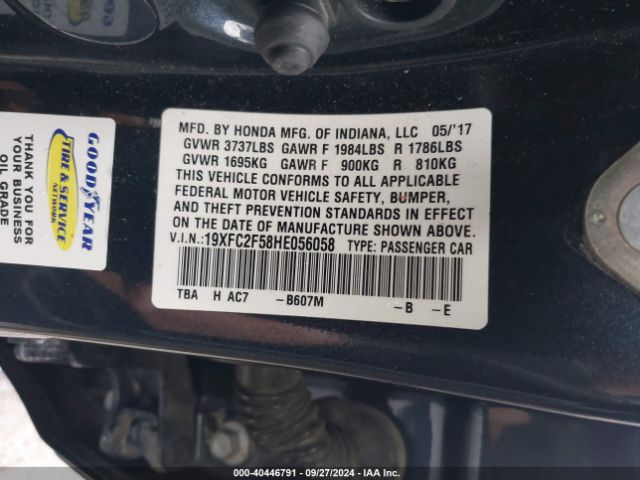 MFD. BY HONDA MFG. OF INDIANA, LLC 05/'17
GVWR 3737LBS GAWR F 1984LBS R 1786LBS
GVWR 1695KG GAWR F 900KG R 810KG
THIS VEHICLE CONFORMS TO ALL APPLICABLE
FEDERAL MOTOR VEHICLE SAFETY, BUMPER,
AND THEFT PREVENTION STANDARDS IN EFFECT
ON THE DATE OF MANUFACTURE SHOWN ABOVE.
V.I.N.:19XFC2F58HE056058 TYPE: PASSENGER CAR
TBA H AC7 -B607M -B -E
GOOD YEAR
TIRE & SERVICE
NETWORK
THANK YOU FOR
YOUR BUSINESS
OIL GRADE
000-40446791 - 09/27/2024 - IAA Inc.